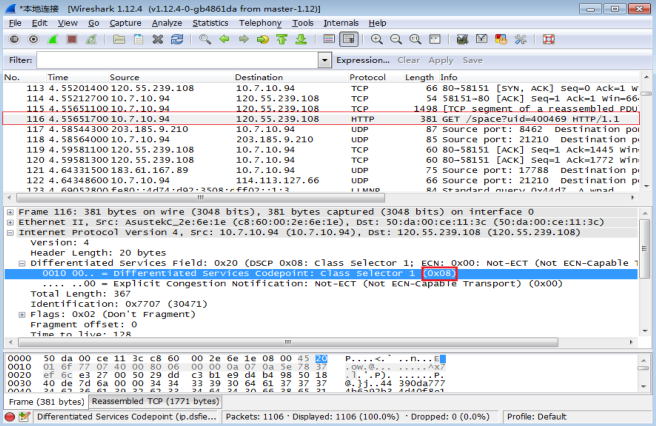 *本地连接 [Wireshark 1.12.4 (v1.12.4-0-gb4861da from master-1.12)]
File Edit View Go Capture Analyze Statistics Telephony Tools Internals Help
Filter: Expression... Clear Apply Save
No. Time Source Destination Protocol Length Info
113 4.55201400 120.55.239.108 10.7.10.94 TCP 66 80→58151 [SYN, ACK] Seq=0 Ack=1 W
114 4.55212700 10.7.10.94 120.55.239.108 TCP 54 58151→80 [ACK] Seq=1 Ack=1 Win=66
115 4.55651100 10.7.10.94 120.55.239.108 TCP 1498 [TCP segment of a reassembled PDU
116 4.55651700 10.7.10.94 120.55.239.108 HTTP 381 GET /space?uid=400469 HTTP/1.1
117 4.58544300 203.185.9.210 10.7.10.94 UDP 87 Source port: 8462 Destination po
118 4.58564000 10.7.10.94 203.185.9.210 UDP 85 Source port: 21210 Destination po
119 4.59581100 120.55.239.108 10.7.10.94 TCP 60 80→58151 [ACK] Seq=1 Ack=1445 Win
120 4.59581300 120.55.239.108 10.7.10.94 TCP 60 80→58151 [ACK] Seq=1 Ack=1772 Win
121 4.64331500 183.61.167.89 10.7.10.94 UDP 75 Source port: 17788 Destination po
122 4.64348600 10.7.10.94 114.113.127.66 UDP 66 Source port: 21210 Destination po
123 4.69052800 fe80::d74:d92:3508: ff02::1:3 LLMNR 84 Standard query 0x44d7 A wpad
Frame 116: 381 bytes on wire (3048 bits), 381 bytes captured (3048 bits) on interface 0
Ethernet II, Src: AsustekC_2e:6e:1e (c8:60:00:2e:6e:1e), Dst: 50:da:00:ce:11:3c (50:da:00:ce:11:3c)
Internet Protocol Version 4, Src: 10.7.10.94 (10.7.10.94), Dst: 120.55.239.108 (120.55.239.108)
Version: 4
Header Length: 20 bytes
Differentiated Services Field: 0x20 (DSCP 0x08: Class Selector 1; ECN: 0x00: Not-ECT (Not ECN-Capable T
0010 00.. = Differentiated Services Codepoint: Class Selector 1 (0x08)
.... ..00 = Explicit Congestion Notification: Not-ECT (Not ECN-Capable Transport) (0x00)
Total Length: 367
Identification: 0x7707 (30471)
Flags: 0x02 (Don't Fragment)
Fragment offset: 0
Time to live: 128
0000 50 da 00 ce 11 3c c8 60 00 2e 6e 1e 08 00 45 20 P....<.` ..n...E
0010 01 6f 77 07 40 00 80 06 00 00 0a 07 0a 5e 78 37 .ow.@... .....^x7
0020 ef 6c e3 27 00 50 29 dd c3 b1 e9 d4 b4 98 50 18 .l.'.P). ......P.
0030 40 de 7d 6a 00 00 34 34 33 39 30 64 61 37 37 37 @.}j..44 390da777
Frame (381 bytes) Reassembled TCP (1771 bytes)
Differentiated Services Codepoint (ip.dsfie... Packets: 1106 · Displayed: 1106 (100.0%) · Dropped: 0 (0.0%) Profile: Default